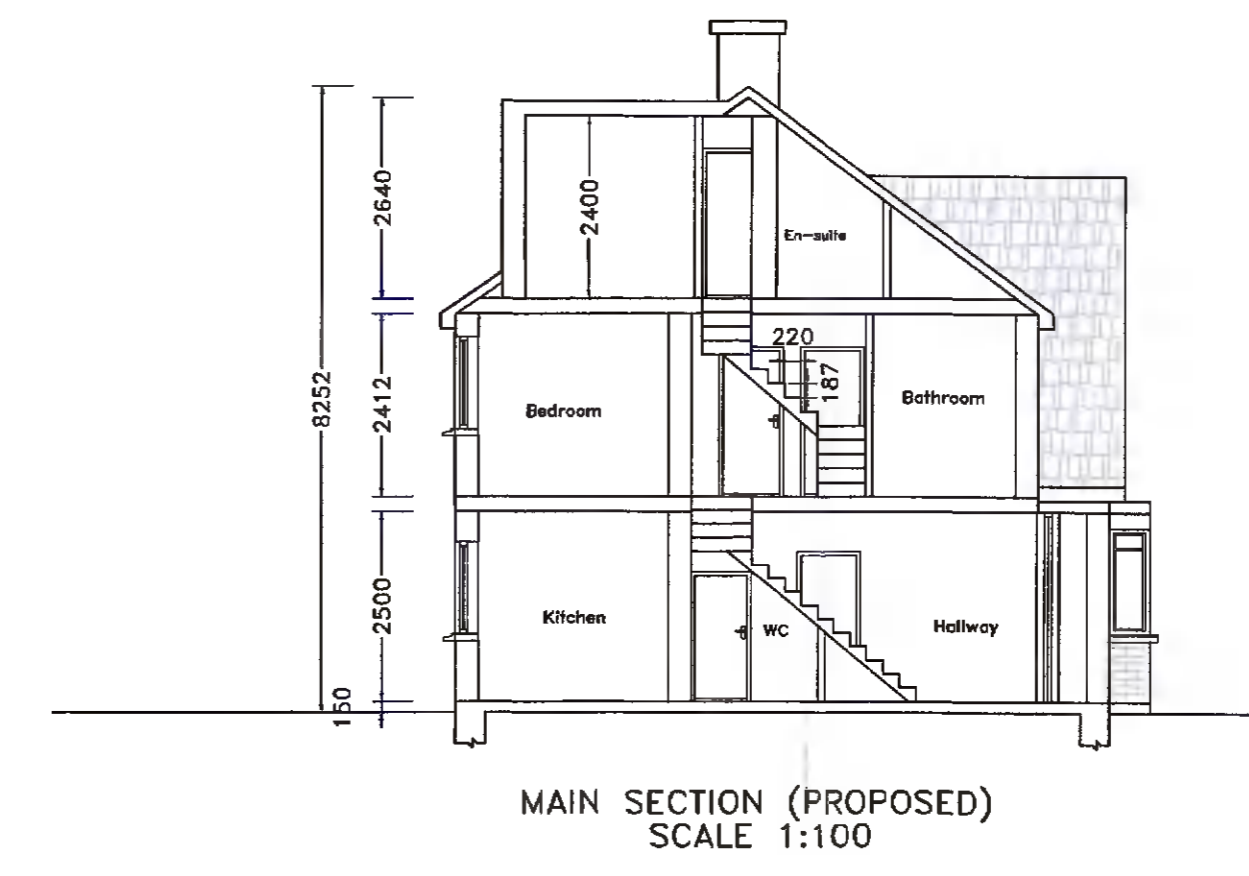 2640
2400
En-suite
8252
2412
220
187
Bedroom
Bathroom
2500
Kitchen
WC
Hallway
150
MAIN SECTION (PROPOSED)
SCALE 1:100